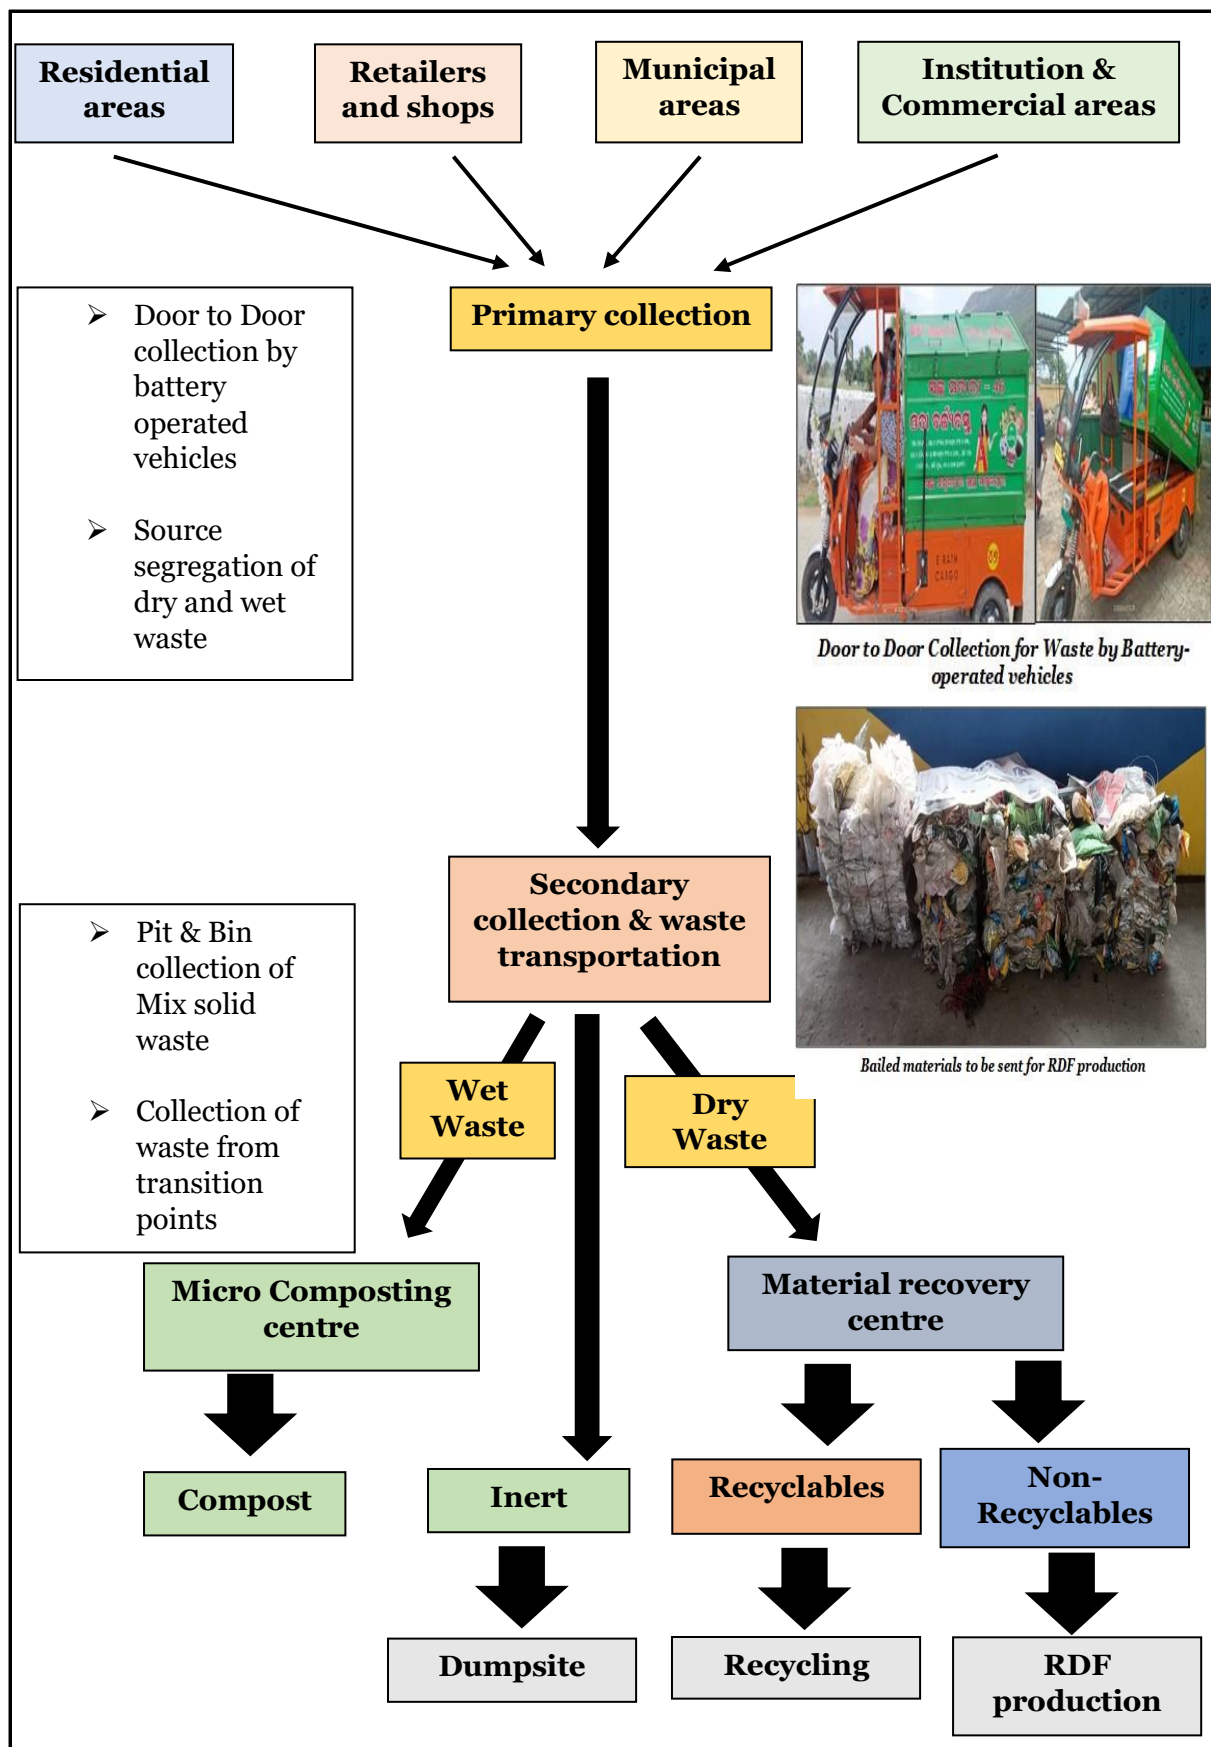 Residential
areas
Retailers
and shops
Municipal
areas
Institution &
Commercial areas
Primary collection
➢ Door to Door
collection by
battery
operated
vehicles
➢ Source
segregation of
dry and wet
waste
E RATH
CARGO
Door to Door Collection for Waste by Battery-
operated vehicles
Bailed materials to be sent for RDF production
Secondary
collection & waste
transportation
➢ Pit & Bin
collection of
Mix solid
waste
➢ Collection of
waste from
transition
points
Wet
Waste
Dry
Waste
Micro Composting
centre
Material recovery
centre
Compost
Inert
Recyclables
Non-
Recyclables
Dumpsite
Recycling
RDF
production